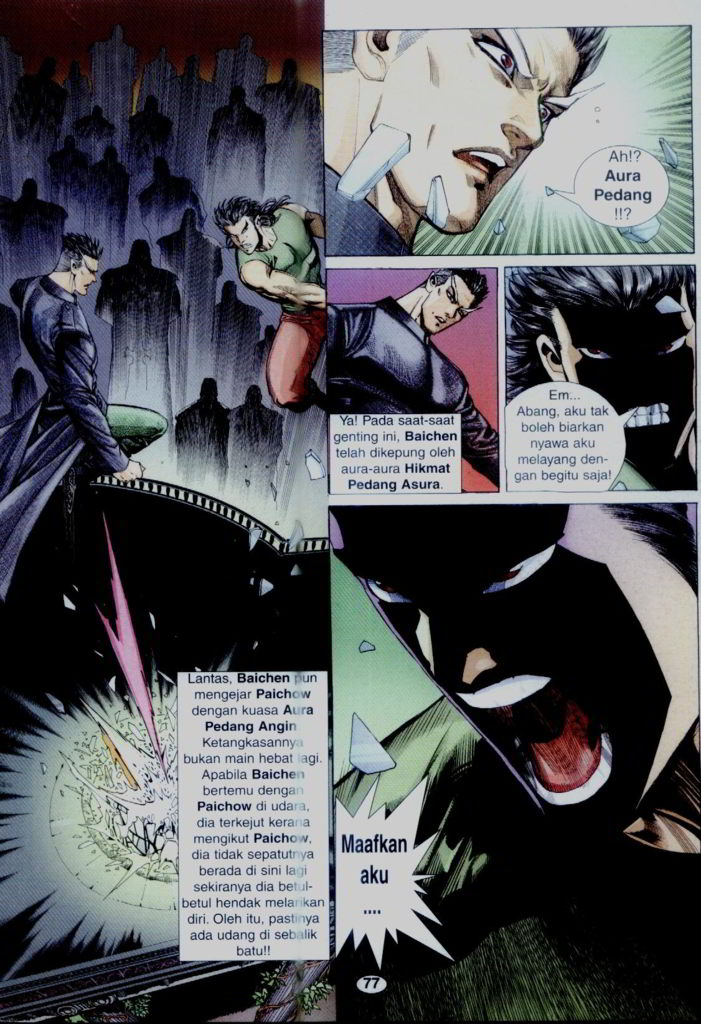 Lantas, Baichen pun
mengejar Paichow
dengan kuasa Aura
Pedang Angin.
Ketangkasannya
bukan main hebat lagi.
Apabila Baichen
bertemu dengan
Paichow di udara,
dia terkejut kerana
mengikut Paichow,
dia tidak sepatutnya
berada di sini lagi
sekiranya dia betul-
betul hendak melarikan
diri. Oleh itu, pastinya
ada udang di sebalik
batu!!
Ah!?
Aura
Pedang
!!?
Ya! Pada saat-saat
genting ini, Baichen
telah dikepung oleh
aura-aura Hikmat
Pedang Asura.
Em...
Abang, aku tak
boleh biarkan
nyawa aku
melayang den-
gan begitu saja!
Maafkan
aku
....
77